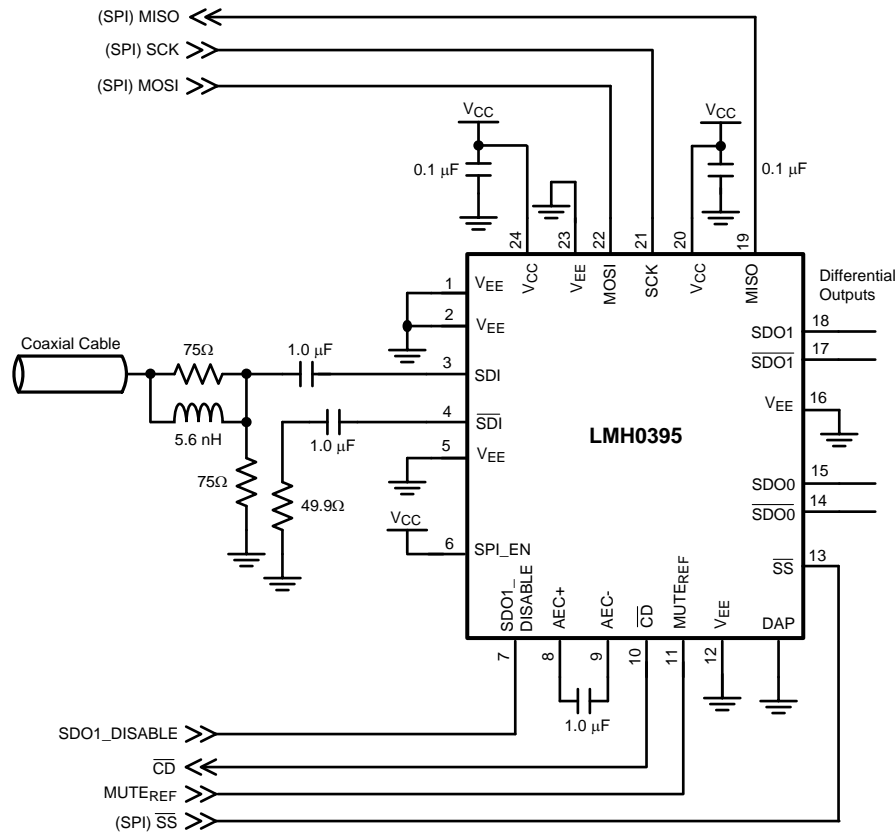 (SPI) MISO
(SPI) SCK
(SPI) MOSI
VCC
VCC
0.1 µF
0.1 µF
24
23
22
21
20
19
VCC
VEE
MOSI
SCK
VCC
MISO
Differential
Outputs
1
VEE
2
VEE
SDO1
18
SDO1
17
Coaxial Cable
75Ω
1.0 µF
3
SDI
5.6 nH
1.0 µF
4
SDI
VEE
16
LMH0395
5
VEE
75Ω
49.9Ω
SDO0
15
SDO0
14
VCC
6
SPI_EN
SS
13
SDO1_
DISABLE
AEC+
AEC-
CD
MUTEREF
VEE
DAP
7
8
9
10
11
12
1.0 µF
SDO1_DISABLE
CD
MUTEREF
(SPI) SS